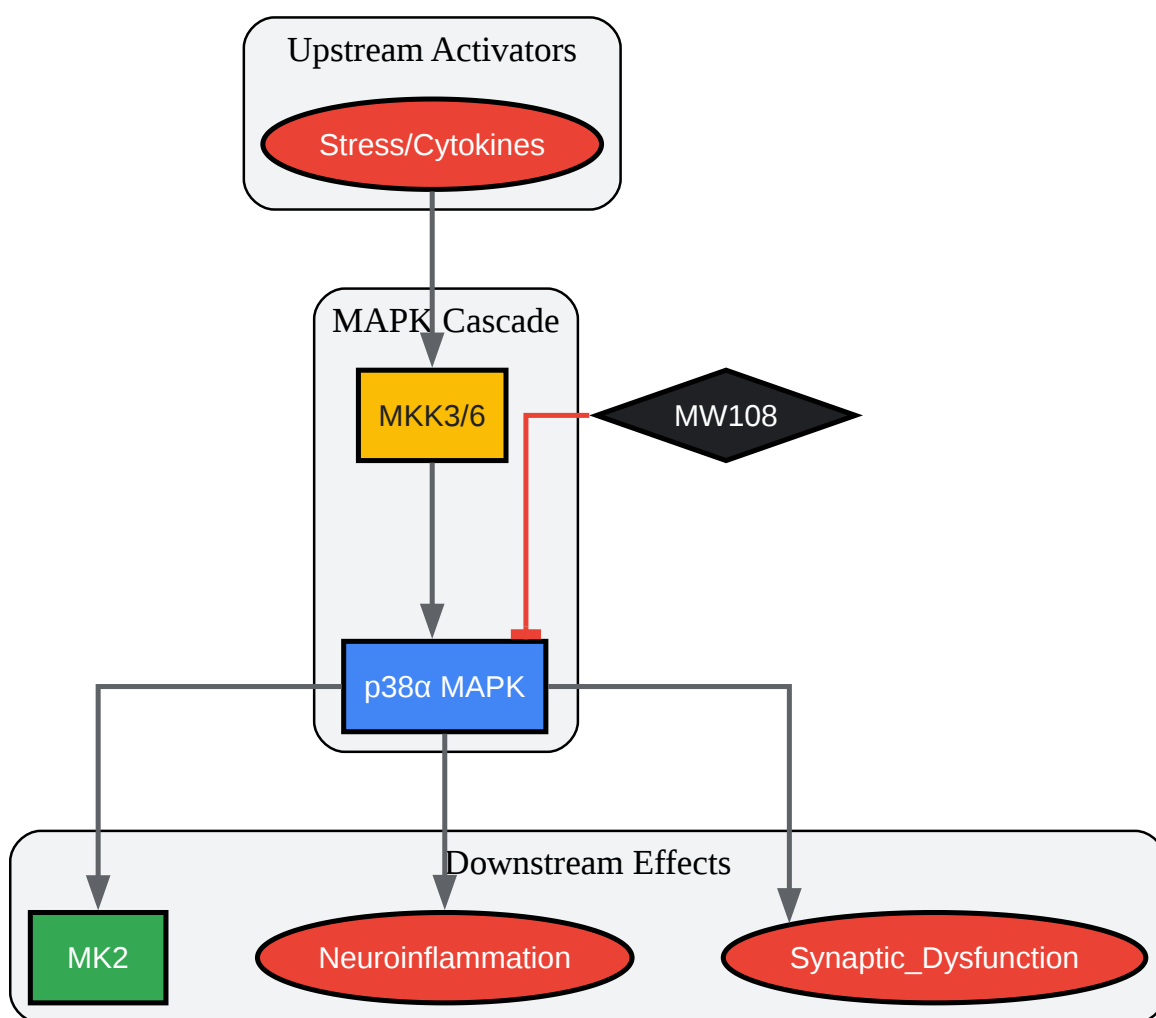 Upstream Activators
Stress/Cytokines
MAPK Cascade
MKK3/6
MW108
p38α MAPK
Downstream Effects
MK2
Neuroinflammation
Synaptic_Dysfunction